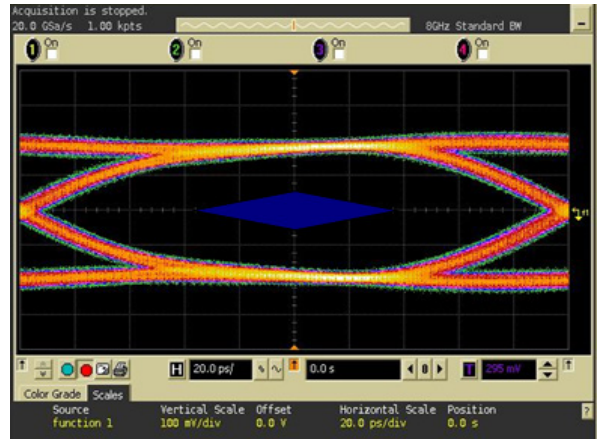 Acquisition is stopped.
20.0 GSa/s 1.00 kpts 8GHz Standard BW
1 On 2 On 3 On 4 On
H 20.0 ps/ 0.0 s 0 T 295 mV
Color Grade Scales
Source Vertical Scale Offset Horizontal Scale Position
function 1 100 mV/div 0.0 V 20.0 ps/div 0.0 s
?